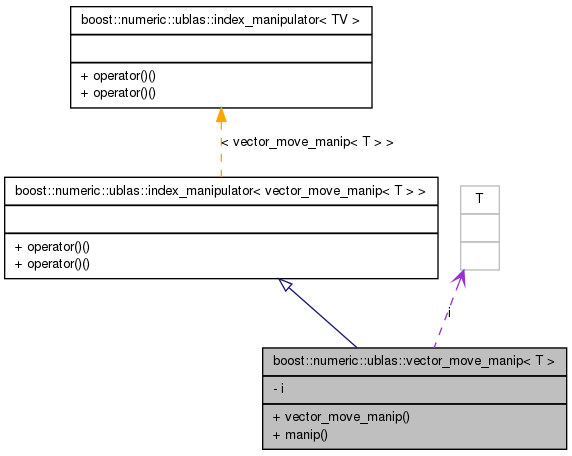 boost::numeric::ublas::index_manipulator< TV >
+ operator()()
+ operator()()
< vector_move_manip< T > >
boost::numeric::ublas::index_manipulator< vector_move_manip< T > >
+ operator()()
+ operator()()
T
i
boost::numeric::ublas::vector_move_manip< T >
- i
+ vector_move_manip()
+ manip()